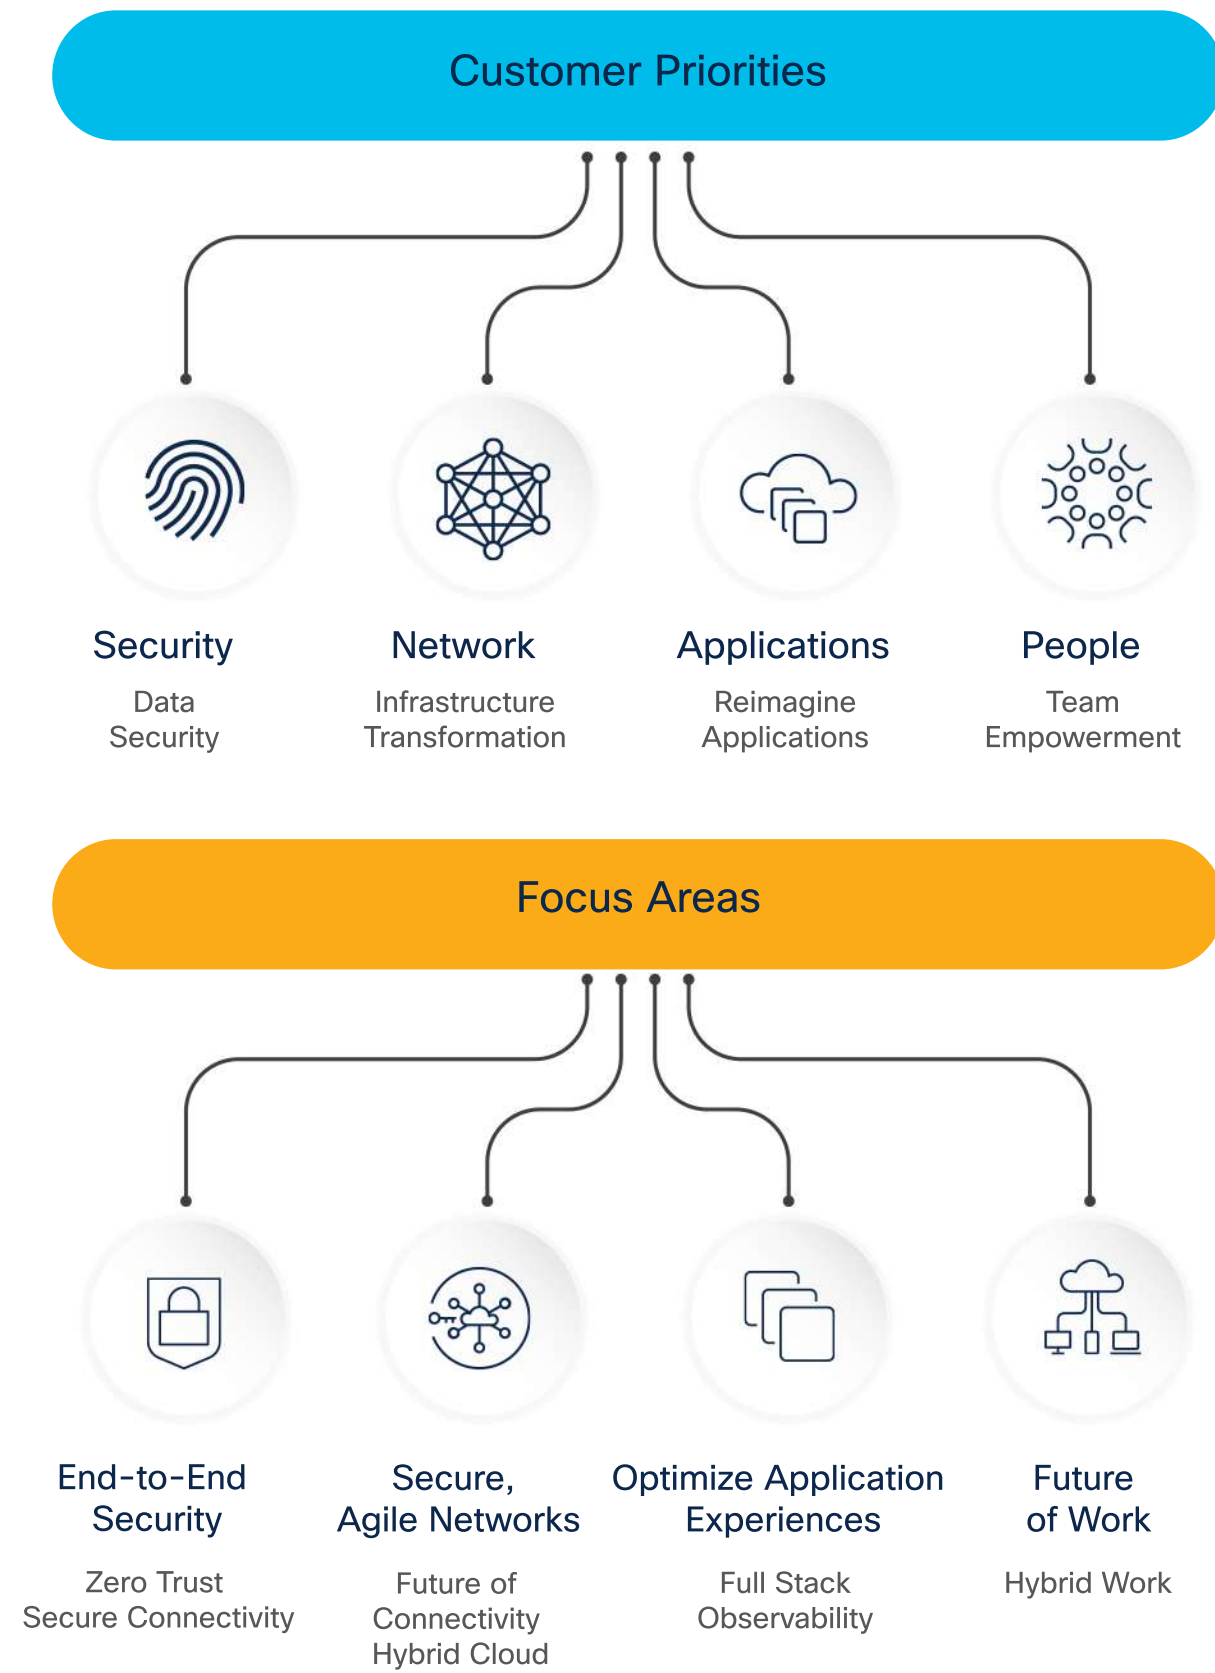 Customer Priorities
Security
Data
Security
Network
Infrastructure
Transformation
Applications
Reimagine
Applications
People
Team
Empowerment
Focus Areas
End-to-End
Security
Zero Trust
Secure Connectivity
Secure,
Agile Networks
Future of
Connectivity
Hybrid Cloud
Optimize Application
Experiences
Full Stack
Observability
Future
of Work
Hybrid Work